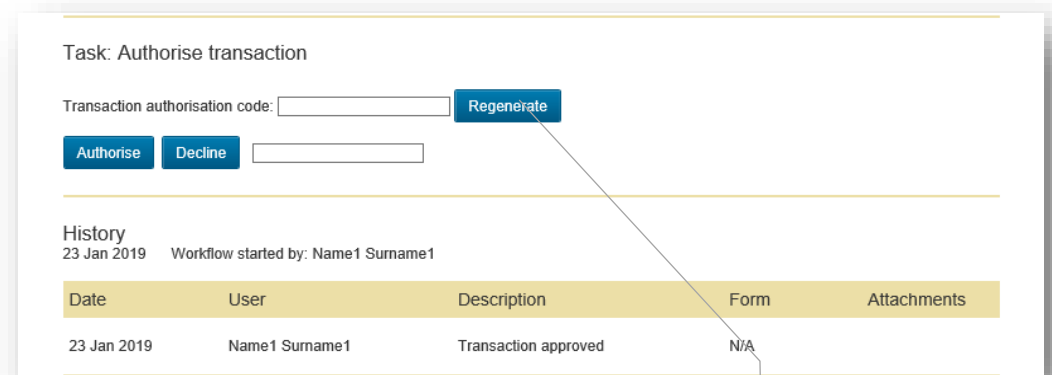 Task: Authorise transaction
Transaction authorisation code: Regenerate
Authorise Decline
History
23 Jan 2019 Workflow started by: Name1 Surname1
Date User Description Form Attachments
23 Jan 2019 Name1 Surname1 Transaction approved N/A